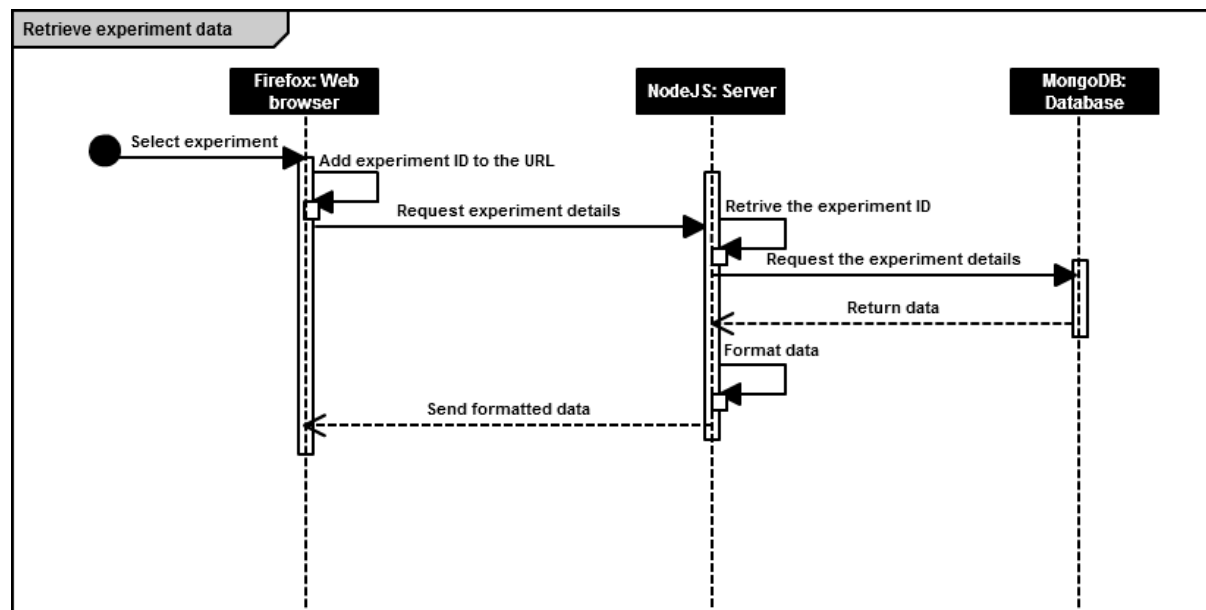 Retrieve experiment data
Firefox: Web
browser
NodeJS: Server
MongoDB:
Database
Select experiment
Add experiment ID to the URL
Request experiment details
Retrive the experiment ID
Request the experiment details
Return data
Format data
Send formatted data